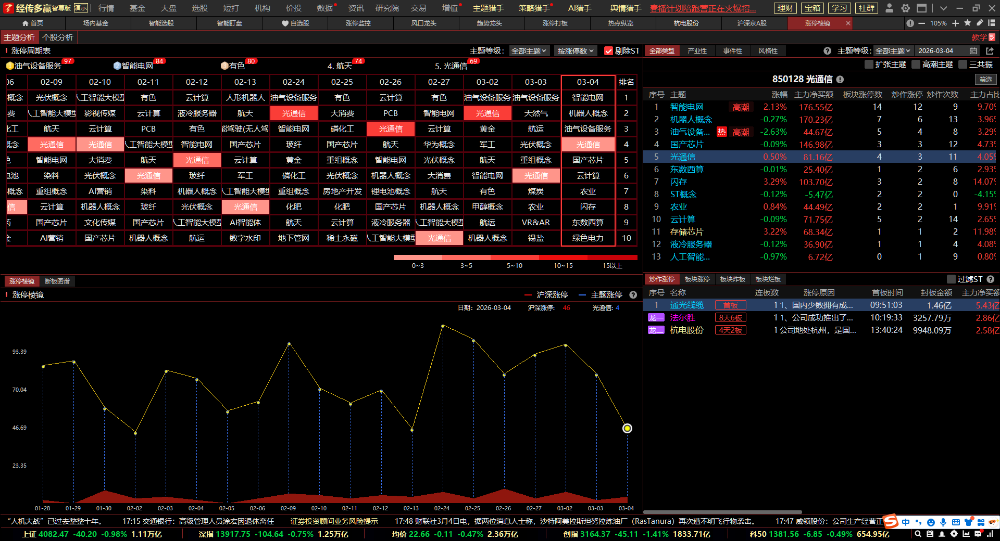 经传多赢 智尊版 演示 行情 基金 大盘 选股 短打 机构 价投 数据 资讯 研究院 交易 增值 主题猎手 策略猎手 AI猎手 舆情猎手 春播计划陪跑营正在火爆招... 理财 宝箱 学习 社群
首页 场内基金 智能选股 智能盯盘 自选股 涨停监控 风口龙头 趋势龙头 涨停打板 热点纵览 杭电股份 沪深京A股 涨停棱镜 105%
主题分析 个股分析 教学
涨停周期表 主题等级: 全部主题 按涨停数 剔除ST
油气设备服务 97 智能电网 84 有色 80 4. 航天 74 5. 光通信 69
06 02-09 02-10 02-11 02-12 02-13 02-24 02-25 02-26 02-27 03-02 03-03 03-04 排名
概念 光伏概念 人工智能大模型 有色 云计算 人形机器人 油气设备服务 有色 云计算 有色 油气设备服务 油气设备服务 智能电网 1
费 人工智能大模型 影视传媒 云计算 液冷服务器 航天 光通信 大消费 PCB 智能电网 光通信 天然气 机器人概念 2
化工 航天 云计算 PCB 有色 能驾驶(无人驾 智能电网 磷化工 光通信 云计算 黄金 航运 油气设备服务 3
概念 光通信 光通信 人工智能大模型 智能电网 国产芯片 玻纤 国产芯片 航天 华为概念 军工 光伏概念 光通信 4
色 智能电网 大消费 航天 光通信 云计算 黄金 重组概念 智能电网 光伏概念 航天 重组概念 国产芯片 5
电池 染料 光伏概念 光通信 玻纤 军工 磷化工 光伏概念 机器人概念 大消费 智能电网 光通信 云计算 6
概念 重组概念 AI营销 染料 机器人概念 人工智能大模型 重组概念 房地产开发 锂电池概念 航天 有色 煤炭 农业 7
信 云计算 机器人概念 玻纤 光伏概念 光通信 化肥 化肥 国产芯片 机器人概念 甲醇概念 农业 闪存 8
药 国产芯片 文化传媒 国产芯片 人工智能大模型 AI智能体 航天 云计算 液冷服务器 人工智能大模型 航运 VR&AR 东数西算 9
金 AI营销 国产芯片 机器人概念 航运 数字水印 地下管网 稀土永磁 人工智能大模型 光通信 机器人概念 锡盐 绿色电力 10
0~3 3~5 5~10 10~15 15以上
涨停棱镜 断板图谱
涨停棱镜 沪深涨停 主题涨停
日期: 2026-03-04 沪深涨停: 46 光通信: 4
93.39
70.04
46.69
23.35
01-28 01-29 01-30 02-02 02-03 02-04 02-05 02-06 02-09 02-10 02-11 02-12 02-13 02-24 02-25 02-26 02-27 03-02 03-03 03-04
全部类型 产业性 事件性 风格性 主题等级: 全部主题 2026-03-04
扩张主题 高潮主题 三共振
850128 光通信 筛选
序号 主题 涨幅 主力净买额 板块涨停数 炒作涨停 炒作次数 主力占比
1 智能电网 高潮 2.13% 176.55亿 14 12 9 9.70%
2 机器人概念 -0.27% 170.23亿 7 6 13 3.96%
3 油气设备... 热 高潮 -2.63% 44.67亿 5 4 8 3.29%
4 国产芯片 -0.09% 146.98亿 3 3 12 4.73%
5 光通信 0.50% 81.16亿 4 3 11 4.05%
6 东数西算 -0.01% 25.40亿 1 2 6 2.93%
7 闪存 3.29% 103.70亿 3 2 8 14.07%
8 ST概念 -0.12% -5.47亿 2 2 0 -4.15%
9 农业 0.84% 44.49亿 2 2 1 9.91%
10 云计算 -0.09% 71.75亿 5 2 14 2.65%
11 存储芯片 3.22% 68.34亿 1 1 2 11.98%
12 液冷服务器 -0.12% 36.90亿 1 1 4 4.08%
13 人工智能... -0.97% 6.72亿 0 1 9 0.80%
炒作涨停 板块涨停 板块炸板 板块烂板 过滤ST
序号 名称 连板数 涨停原因 首板时间 封板金额 主力净买额
1 通光线缆 首板 1 1、国内少数拥有成... 09:51:03 1.46亿 5.43亿
龙一 法尔胜 8天6板 1 1、公司成功推出了... 10:19:33 3257.79万 2.86亿
龙二 杭电股份 4天2板 1 公司地处杭州，是国... 13:40:24 9948.09万 2.58亿
“人机大战”已过去整整十年。 17:15 交通银行：高级管理人员涂宏因退休离任 证券投资顾问业务风险提示 17:48 财联社3月4日电，据两位消息人士称，沙特阿美拉斯坦努拉炼油厂（RasTanura）再次遭不明飞行物袭击。 17:47 威领股份：公司生产经营正 中
上证 4082.47 -40.20 -0.98% 1.11万亿 深指 13917.75 -104.64 -0.75% 1.25万亿 均价 22.66 -0.11 -0.47% 2.36万亿 创指 3164.37 -45.11 -1.41% 1833.71亿 科50 1381.56 -6.85 -0.49% 654.95亿